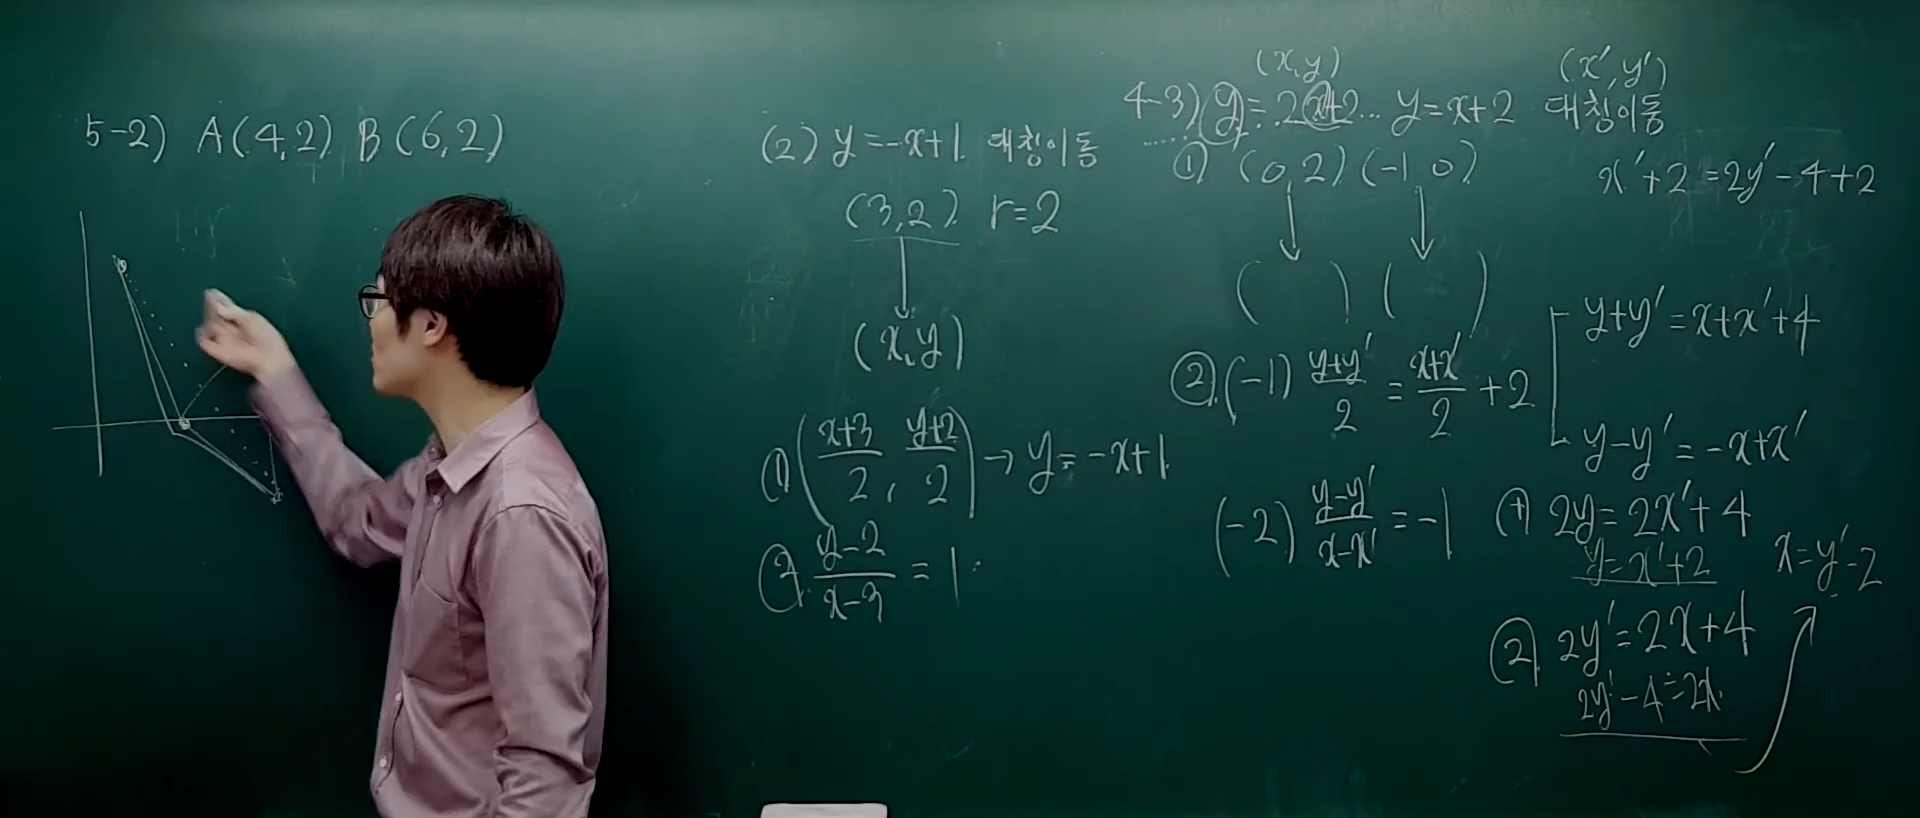 5-2) A(4,2) B(6,2)
(2) y=-x+1 대칭이동
(3,2) r=2
(x,y)
① (x+3/2, y+2/2) → y=-x+1
② y-2/x-3 = 1
(x,y) (x',y')
4-3) y=2x+2... y=x+2 대칭이동
① (0,2) (-1 0)
( ) ( )
② (-1) y+y'/2 = x+x'/2 +2
(-2) y-y'/x-x' = -1
x'+2=2y'-4+2
y+y'=x+x'+4
y-y'=-x+x'
(+) 2y=2x'+4
y=x'+2
x=y'-2
② 2y'=2x+4
2y'-4=2x